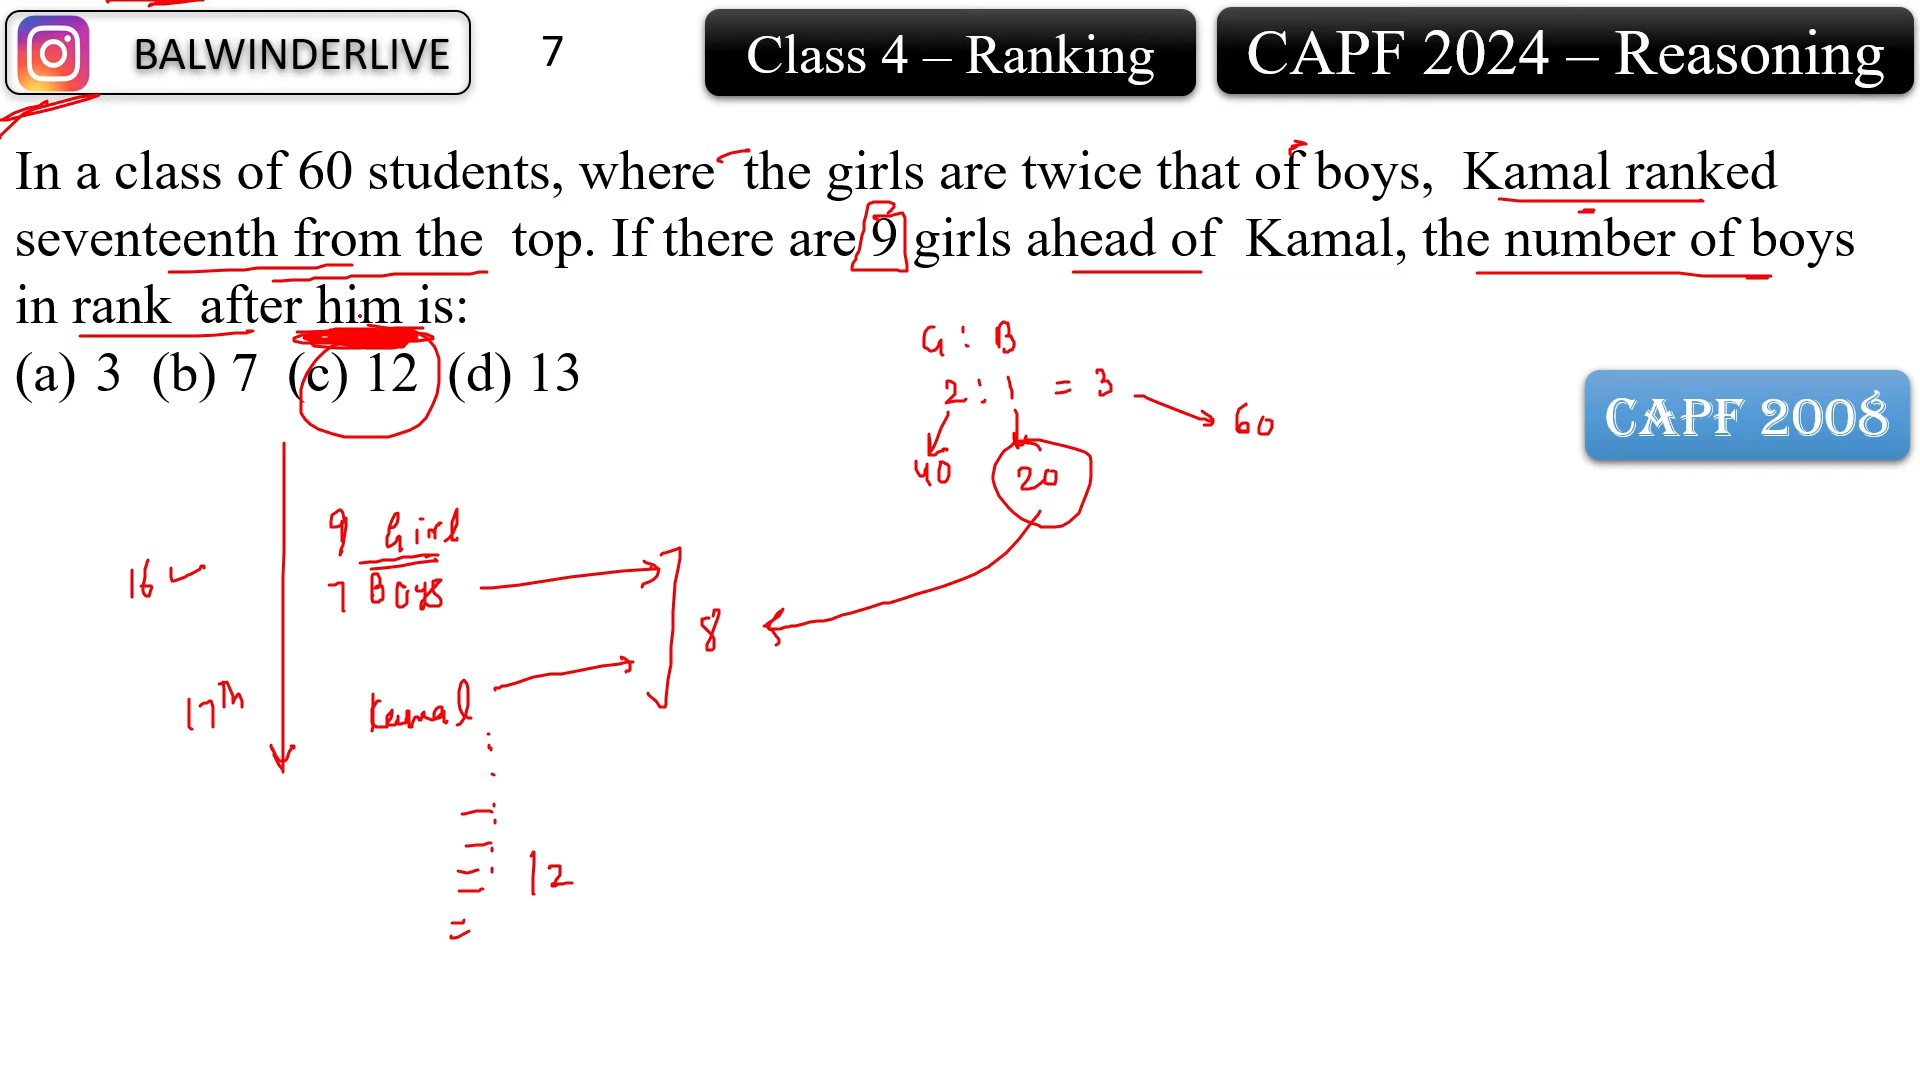 BALWINDERLIVE 7 Class 4 – Ranking CAPF 2024 – Reasoning
In a class of 60 students, where the girls are twice that of boys, Kamal ranked
seventeenth from the top. If there are 9 girls ahead of Kamal, the number of boys
in rank after him is:
(a) 3 (b) 7 (c) 12 (d) 13
G : B
2 : 1 = 3
60
CAPF 2008
40 20
9 Girl
16
7 Boys
8
17th Kamal
12